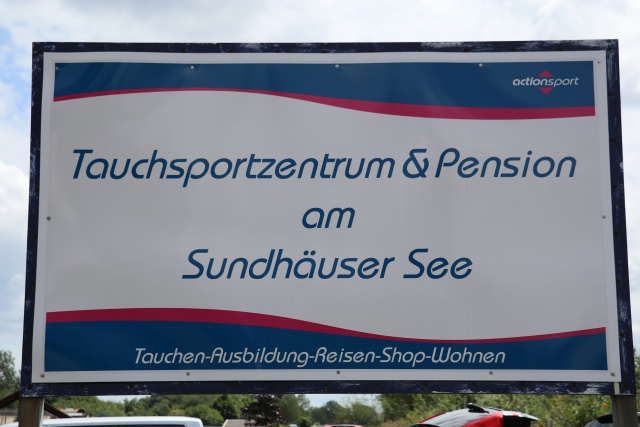 actionsport
Tauchsportzentrum & Pension
am
Sundhäuser See
Tauchen-Ausbildung-Reisen-Shop-Wohnen